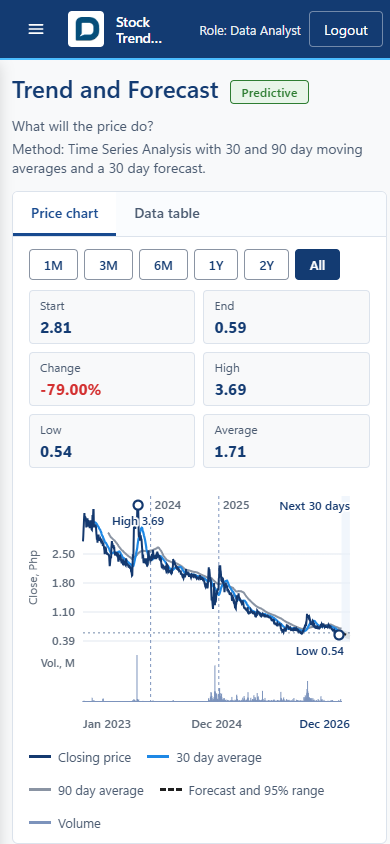 Stock
Trend...
Role: Data Analyst
Logout
Trend and Forecast
Predictive
What will the price do?
Method: Time Series Analysis with 30 and 90 day moving
averages and a 30 day forecast.
Price chart
Data table
1M
3M
6M
1Y
2Y
All
Start
2.81
End
0.59
Change
-79.00%
High
3.69
Low
0.54
Average
1.71
2024
2025
Next 30 days
High 3.69
Close, Php
2.50
1.80
1.10
0.39
Low 0.54
Vol., M
Jan 2023
Dec 2024
Dec 2026
Closing price
30 day average
90 day average
Forecast and 95% range
Volume